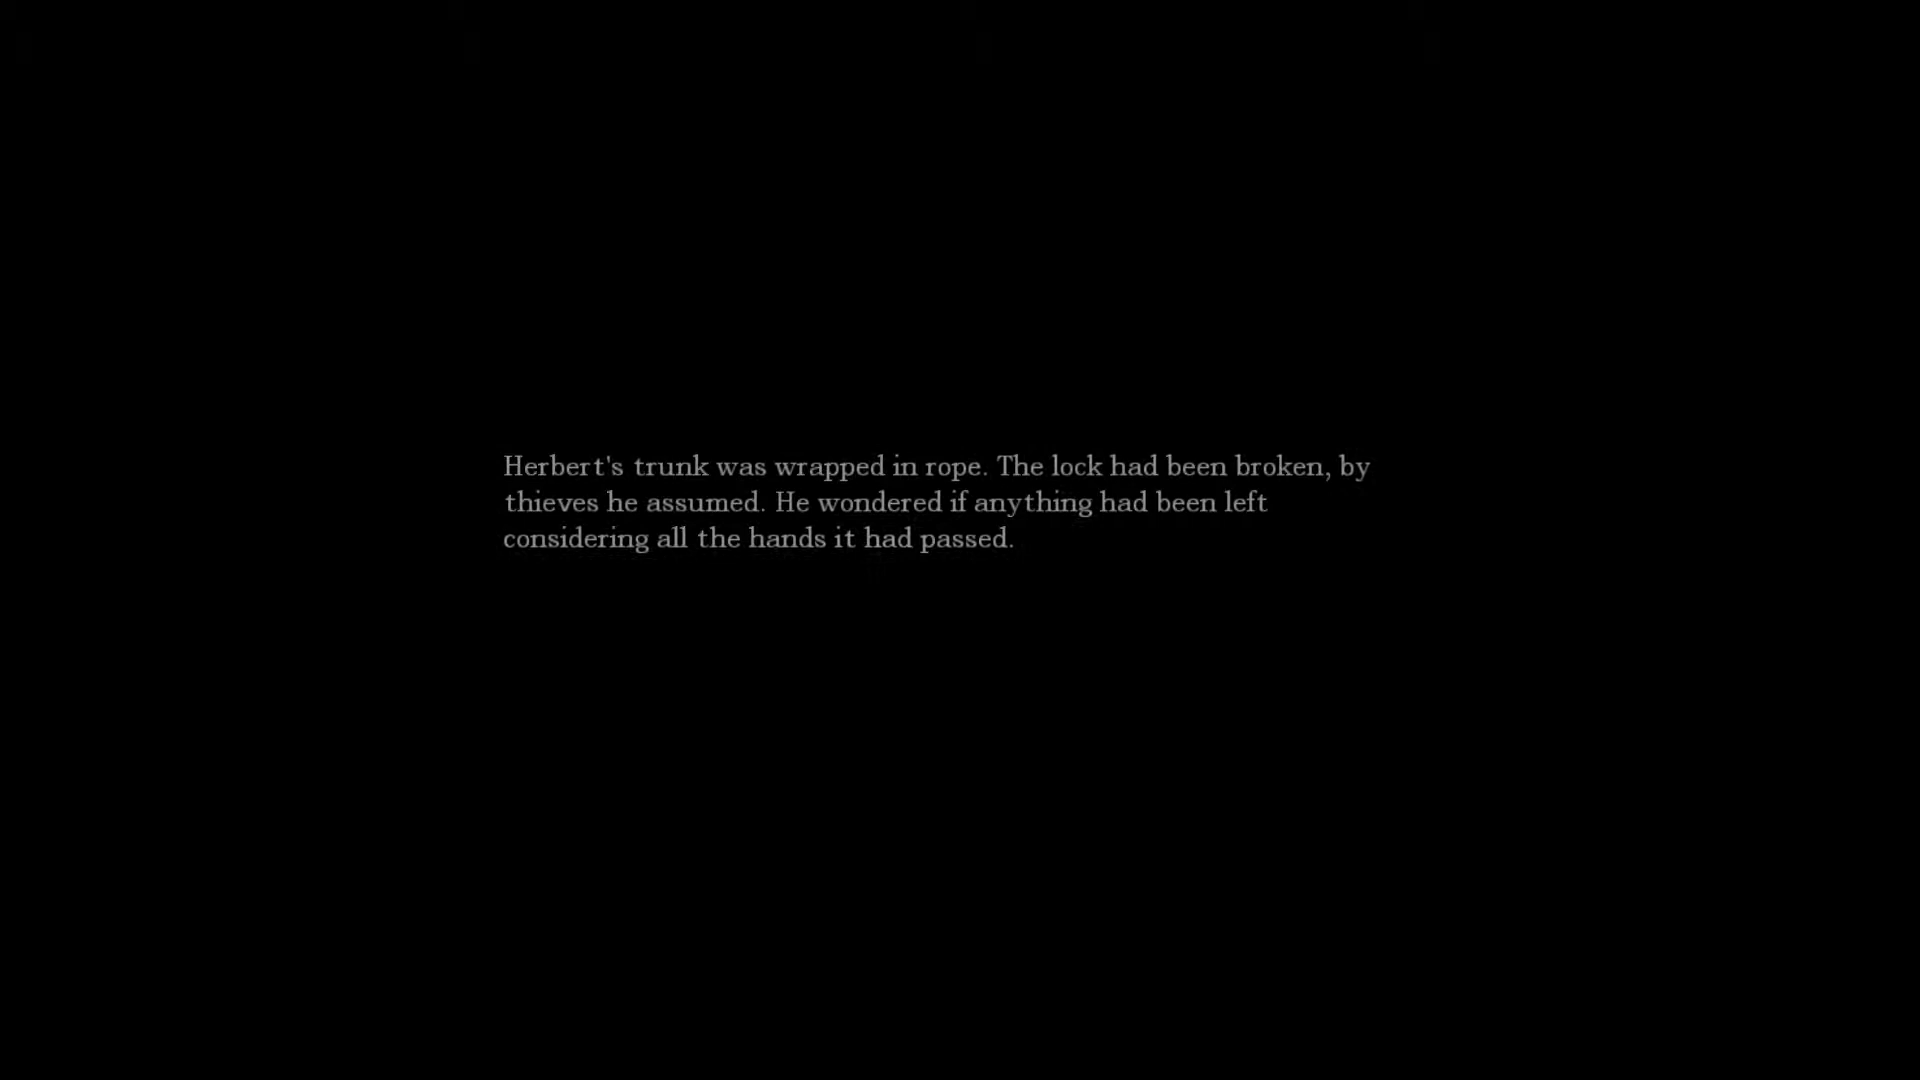 Herbert's trunk was wrapped in rope. The lock had been broken, by
thieves he assumed. He wondered if anything had been left
considering all the hands it had passed.